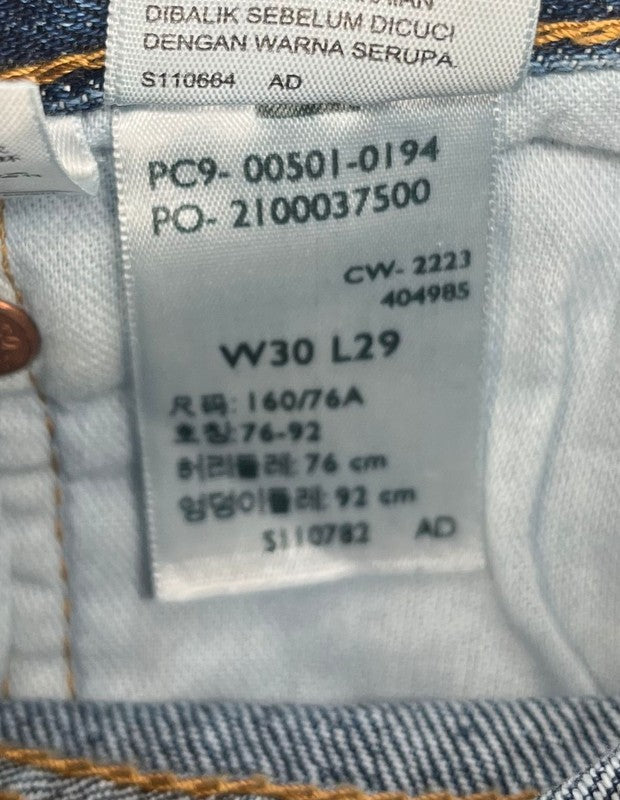 DIBALIK SEBELUM DICUCI
DENGAN WARNA SERUPA.
S110664 AD
PC9- 00501-0194
PO- 2100037500
CW- 2223
404985
W30 L29
尺码: 160/76A
호칭:76-92
허리둘레: 76 cm
엉덩이둘레: 92 cm
S110782 AD